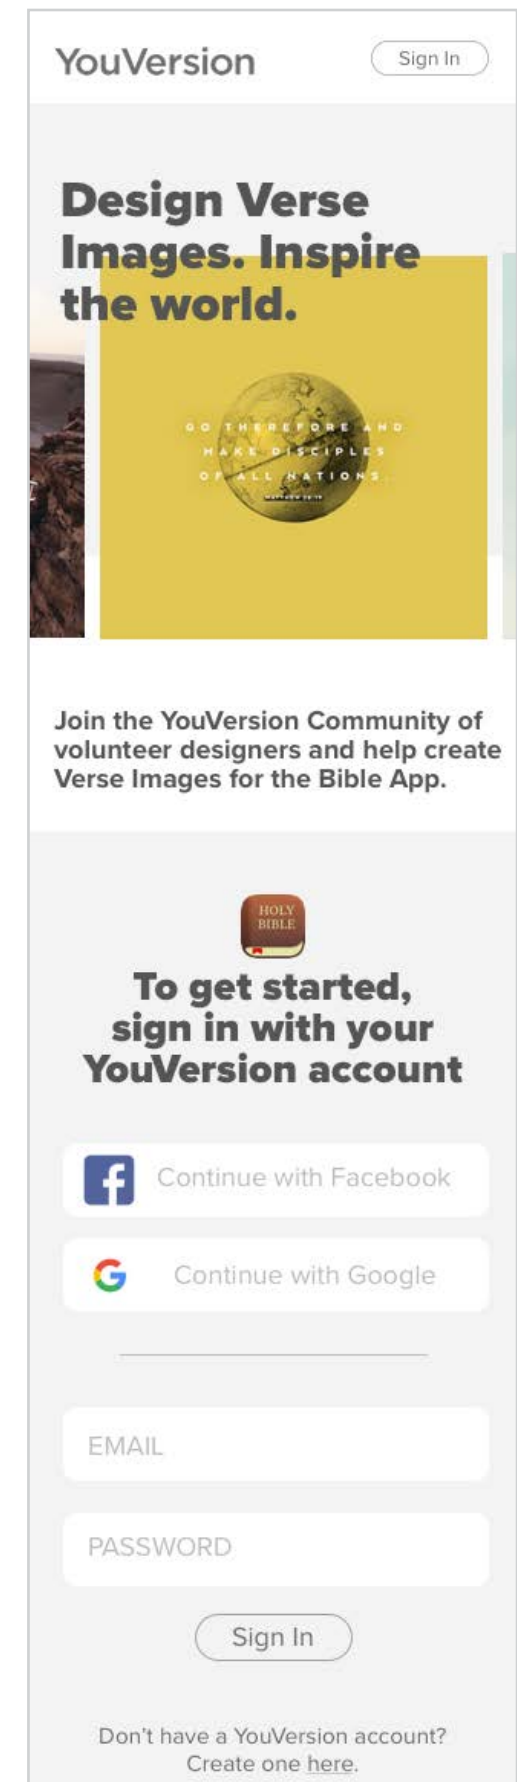 YouVersion
Sign In
Design Verse
Images. Inspire
the world.
GO THEREFORE AND
MAKE DISCIPLES
OF ALL NATIONS.
MATTHEW 28:19
Join the YouVersion Community of
volunteer designers and help create
Verse Images for the Bible App.
HOLY
BIBLE
To get started,
sign in with your
YouVersion account
Continue with Facebook
Continue with Google
EMAIL
PASSWORD
Sign In
Don't have a YouVersion account?
Create one here.